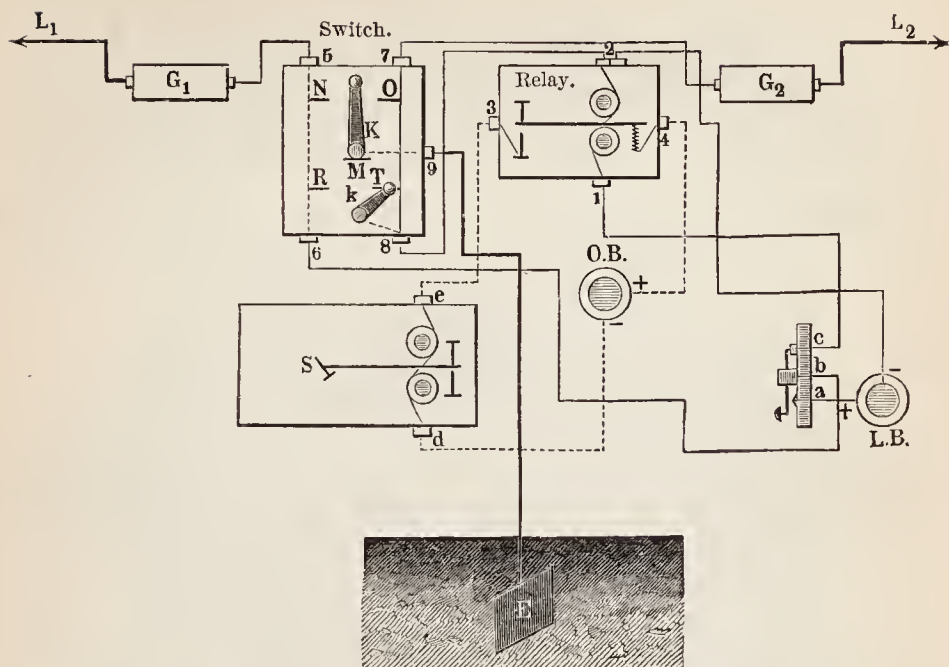 L₁
Switch.
L₂
G₁
5
7
2
G₂
N
O
Relay.
3
K
4
M
9
R
T
k
1
6
8
O.B.
+
e
−
c
S
b
−
a
+
d
L.B.
E